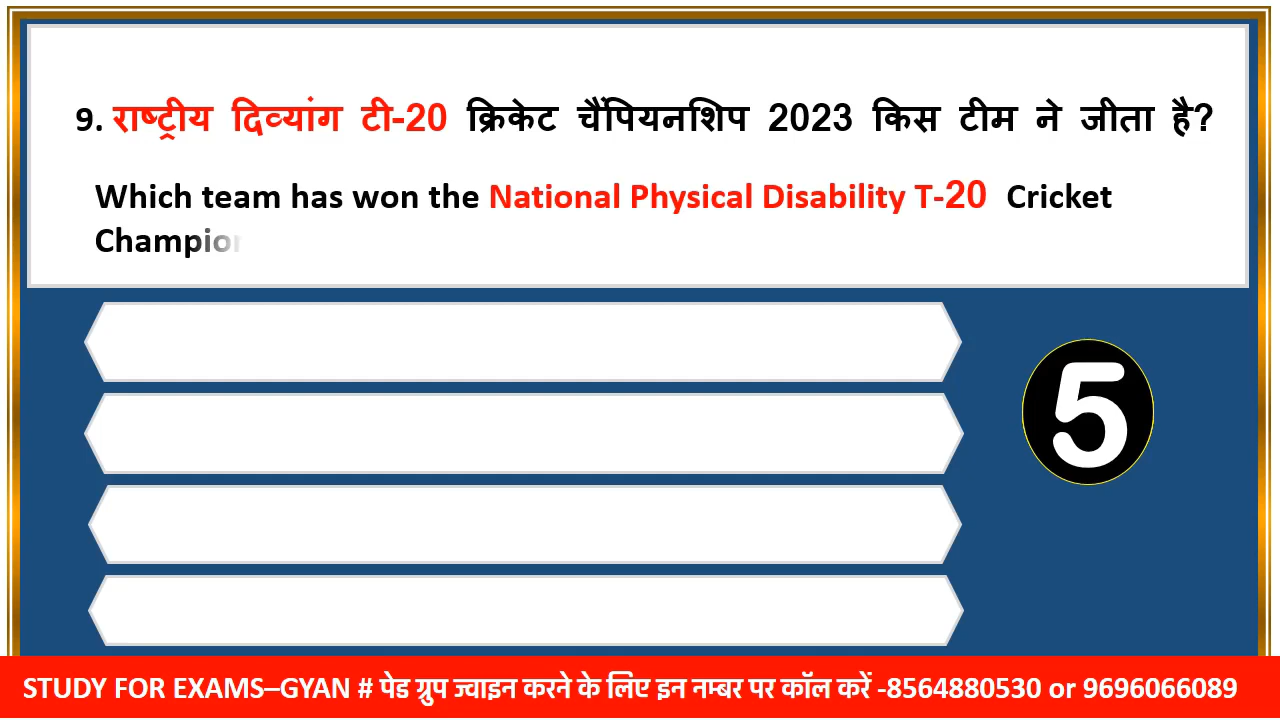 9. राष्ट्रीय दिव्यांग टी-20 क्रिकेट चैंपियनशिप 2023 किस टीम ने जीता है?
Which team has won the National Physical Disability T-20 Cricket
Champion
5
STUDY FOR EXAMS–GYAN # पेड ग्रुप ज्वाइन करने के लिए इन नम्बर पर कॉल करें -8564880530 or 9696066089